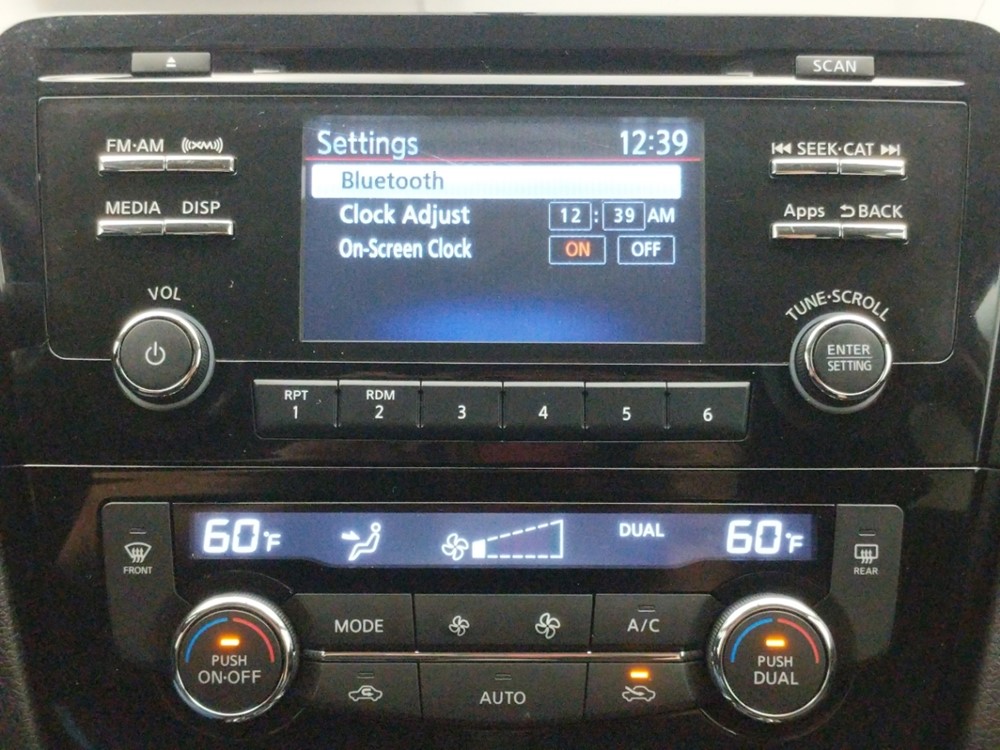 SCAN
FM·AM
((XM))
SEEK·CAT
MEDIA
DISP
Apps
BACK
Settings 12:39
Bluetooth
Clock Adjust 12 : 39 AM
On-Screen Clock ON OFF
VOL
TUNE·SCROLL
ENTER
SETTING
RPT
1
RDM
2
3
4
5
6
60°F
DUAL
60°F
FRONT
REAR
MODE
A/C
PUSH
ON·OFF
AUTO
PUSH
DUAL